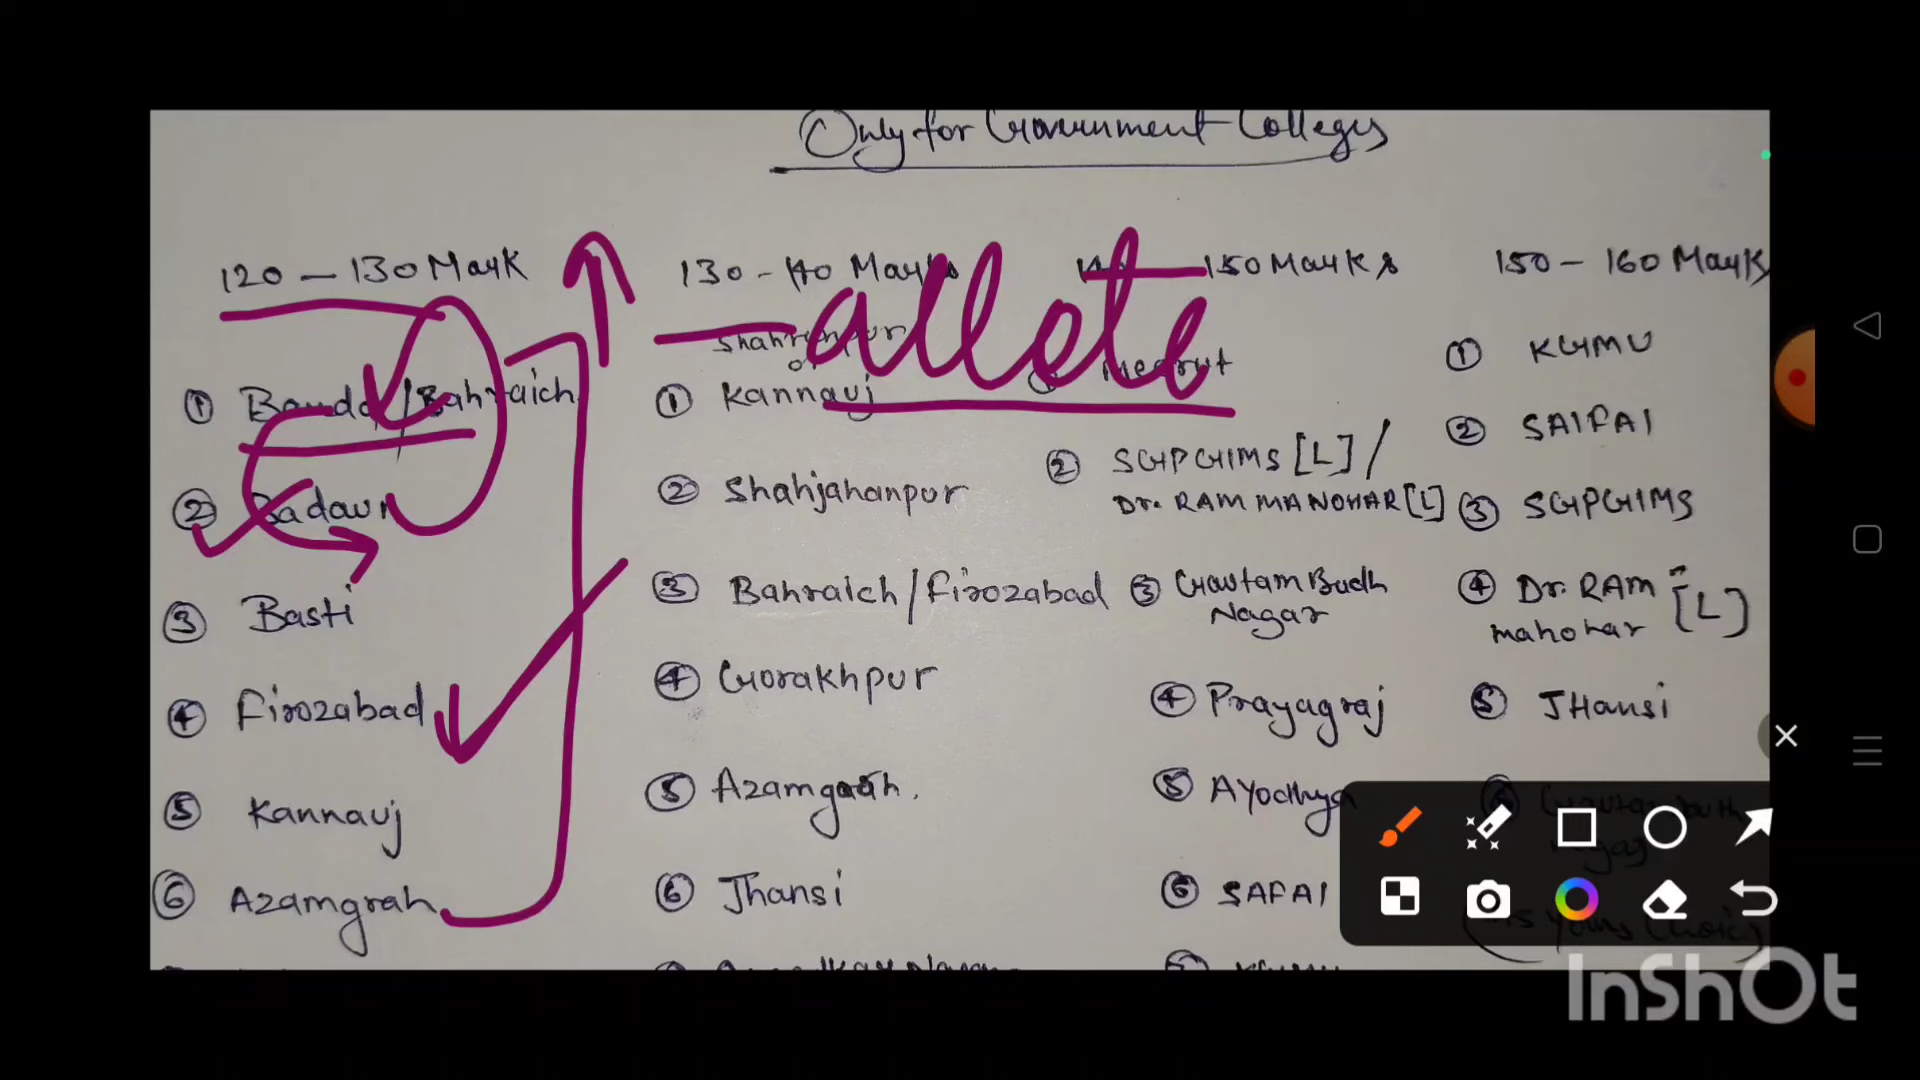 Only for Government Colleges
120 - 130 Mark
① Banda / Bahraich
② Badaun
③ Basti
④ Firozabad
⑤ Kannauj
⑥ Azamgrah
130 - 140 Marks
or
① Kannauj
② Shahjahanpur
③ Bahraich / Firozabad
④ Gorakhpur
⑤ Azamgarh.
⑥ Jhansi
150 Marks
Meerut
② SGPGIMS [L] /
Dr. RAM MANOHAR [L]
③ Gautam Budh
Nagar
④ Prayagraj
⑤ Ayodhya
⑥ SAFAI
150 - 160 Mark
① KGMU
② SAIFAI
③ SGPGIMS
④ Dr. RAM
manohar [L]
⑤ JHansi
allote
InShOt